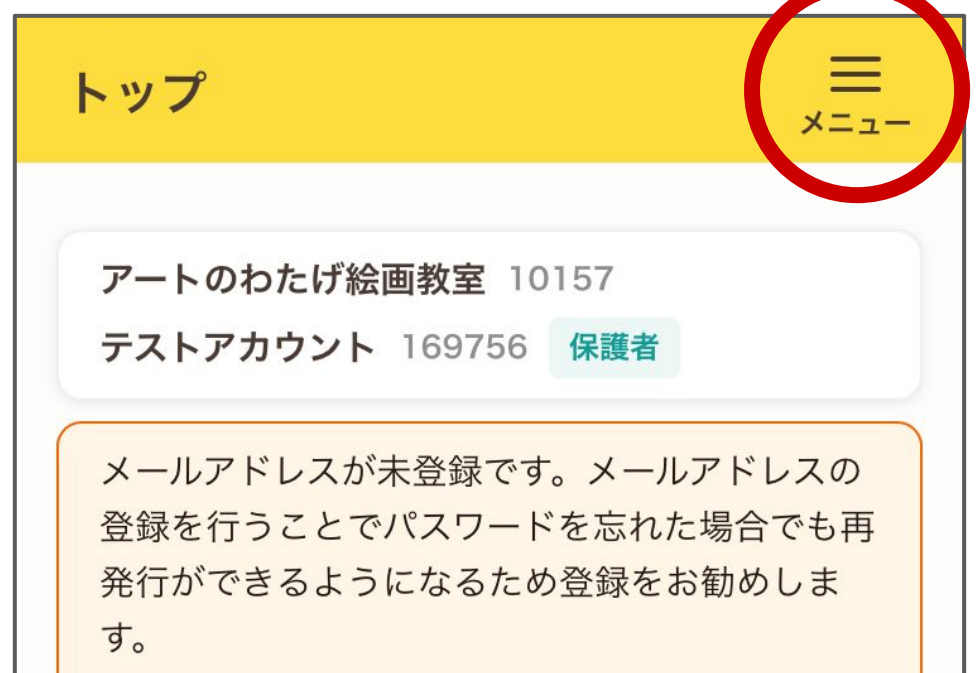 トップ
メニュー
アートのわたげ絵画教室 10157
テストアカウント 169756 保護者
メールアドレスが未登録です。メールアドレスの
登録を行うことでパスワードを忘れた場合でも再
発行ができるようになるため登録をお勧めしま
す。